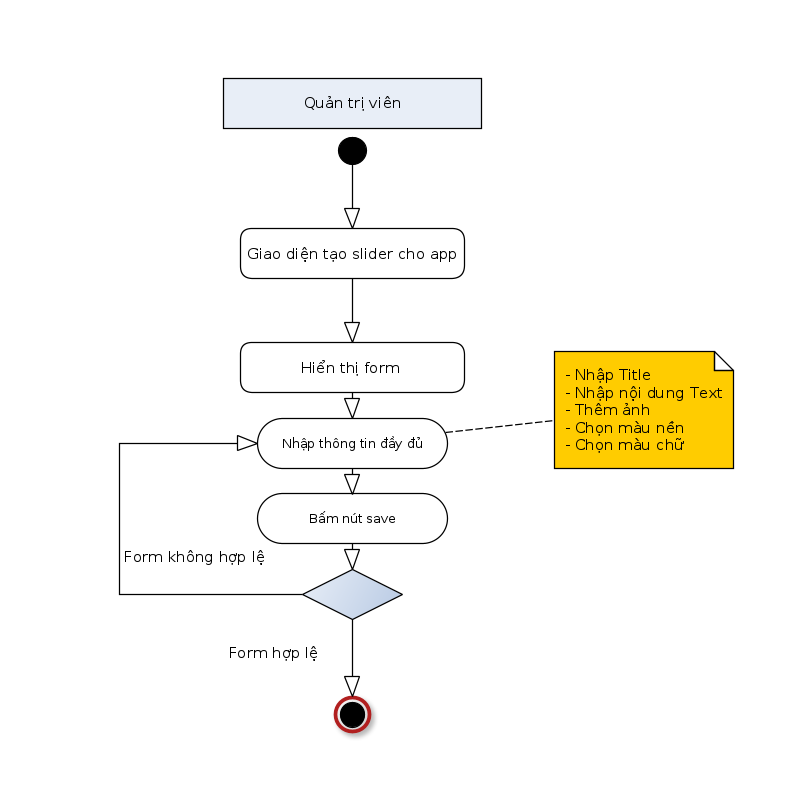 Quản trị viên
Giao diện tạo slider cho app
Hiển thị form
- Nhập Title
- Nhập nội dung Text
- Thêm ảnh
- Chọn màu nền
- Chọn màu chữ
Nhập thông tin đầy đủ
Bấm nút save
Form không hợp lệ
Form hợp lệ